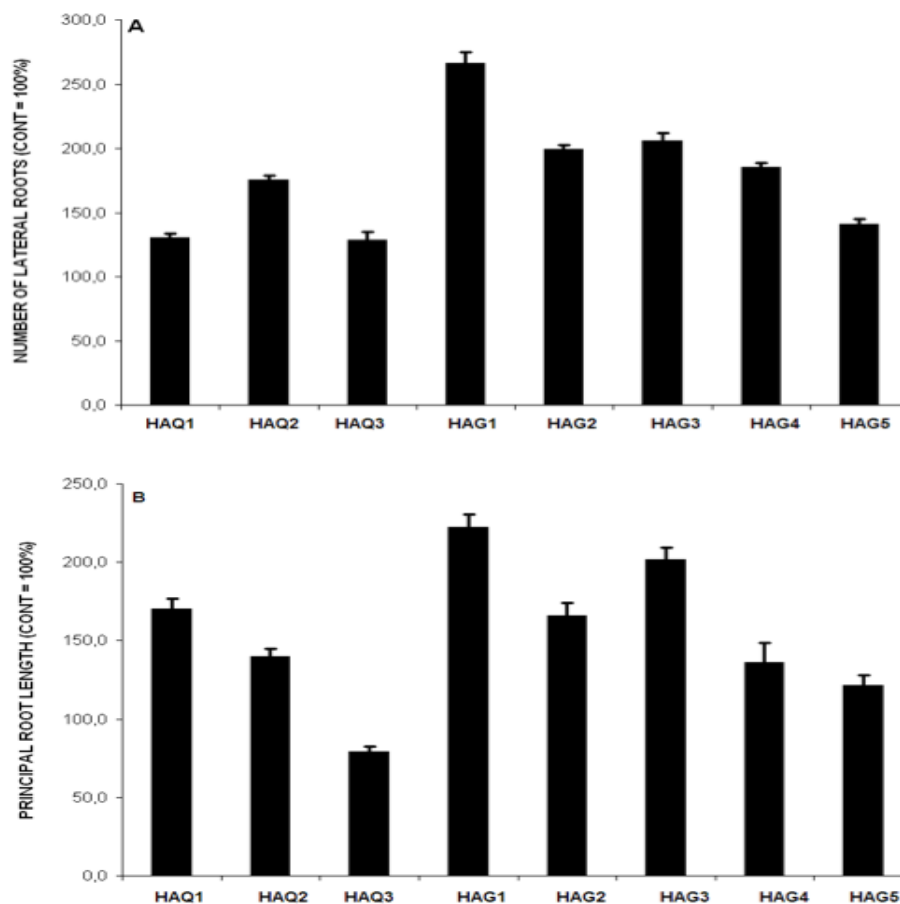 A
NUMBER OF LATERAL ROOTS (CONT = 100%)
300,0
250,0
200,0
150,0
100,0
50,0
0,0
HAQ1 HAQ2 HAQ3 HAG1 HAG2 HAG3 HAG4 HAG5
B
PRINCIPAL ROOT LENGTH (CONT = 100%)
250,0
200,0
150,0
100,0
50,0
0,0
HAQ1 HAQ2 HAQ3 HAG1 HAG2 HAG3 HAG4 HAG5